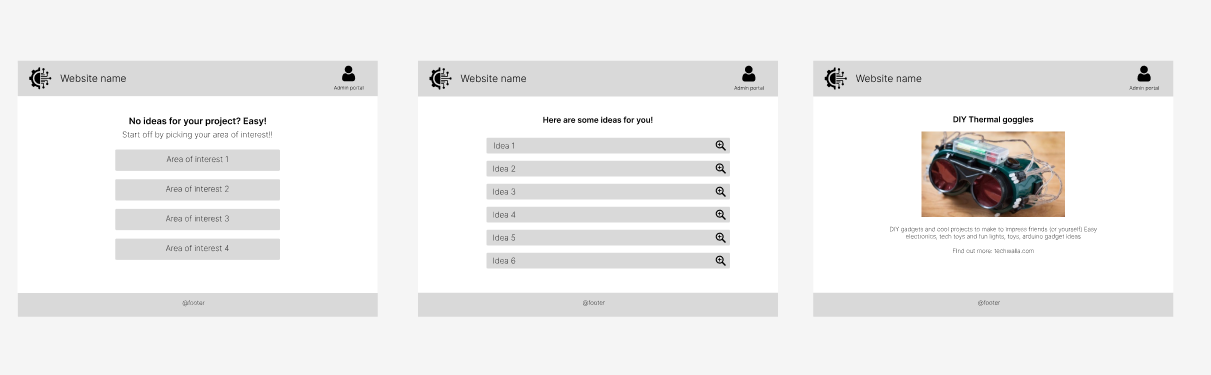 Website name
Admin portal
No ideas for your project? Easy!
Start off by picking your area of interest!!
Area of interest 1
Area of interest 2
Area of interest 3
Area of interest 4
@footer
Website name
Admin portal
Here are some ideas for you!
Idea 1
Idea 2
Idea 3
Idea 4
Idea 5
Idea 6
@footer
Website name
Admin portal
DIY Thermal goggles
DIY gadgets and cool projects to make to impress friends (or yourself) Easy
electronics, tech toys and fun lights, toys, arduino gadget ideas.
Find out more: techwalla.com
@footer